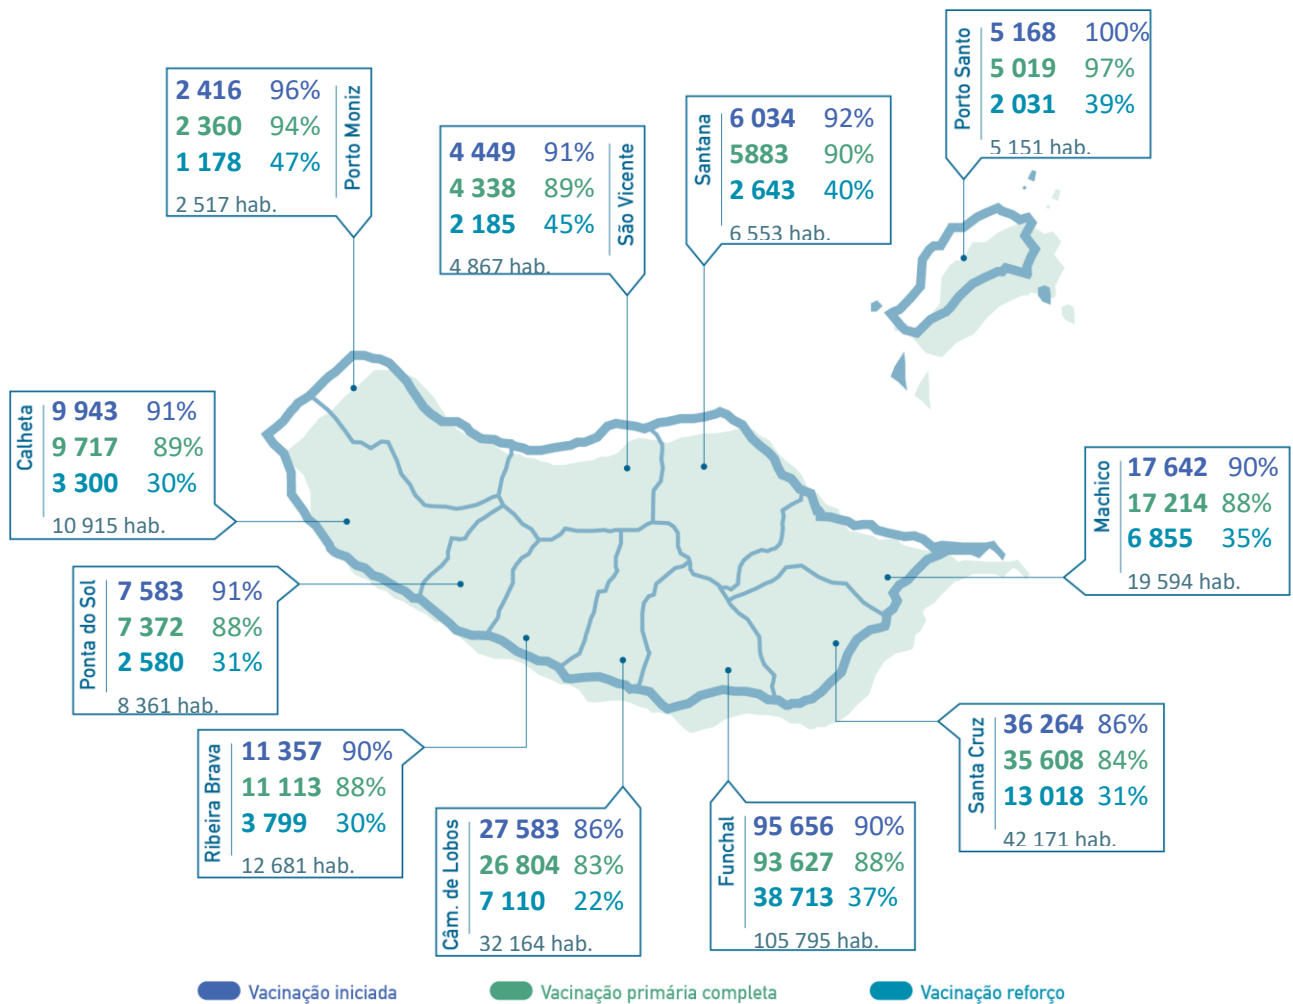 Porto Santo
5 168 100%
5 019 97%
2 031 39%
5 151 hab.
Porto Moniz
2 416 96%
2 360 94%
1 178 47%
2 517 hab.
São Vicente
4 449 91%
4 338 89%
2 185 45%
4 867 hab.
Santana
6 034 92%
5883 90%
2 643 40%
6 553 hab.
Calheta
9 943 91%
9 717 89%
3 300 30%
10 915 hab.
Machico
17 642 90%
17 214 88%
6 855 35%
19 594 hab.
Ponta do Sol
7 583 91%
7 372 88%
2 580 31%
8 361 hab.
Ribeira Brava
11 357 90%
11 113 88%
3 799 30%
12 681 hab.
Santa Cruz
36 264 86%
35 608 84%
13 018 31%
42 171 hab.
Câm. de Lobos
27 583 86%
26 804 83%
7 110 22%
32 164 hab.
Funchal
95 656 90%
93 627 88%
38 713 37%
105 795 hab.
Vacinação iniciada
Vacinação primária completa
Vacinação reforço